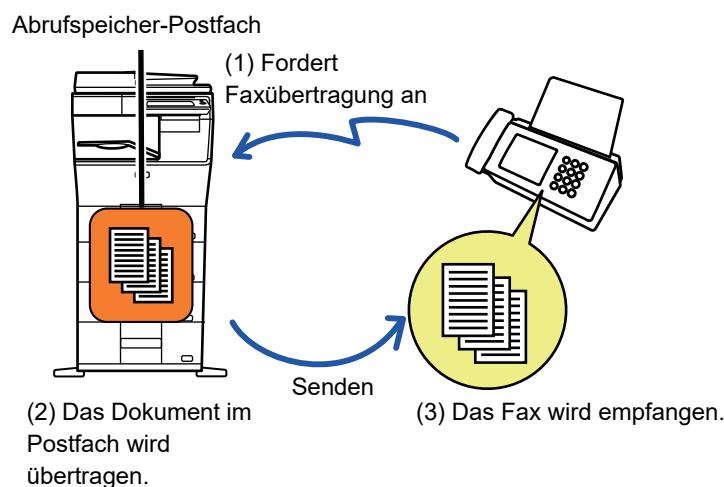 Abrufspeicher-Postfach
(1) Fordert
Faxübertragung an
Senden
(2) Das Dokument im
Postfach wird
übertragen.
(3) Das Fax wird empfangen.